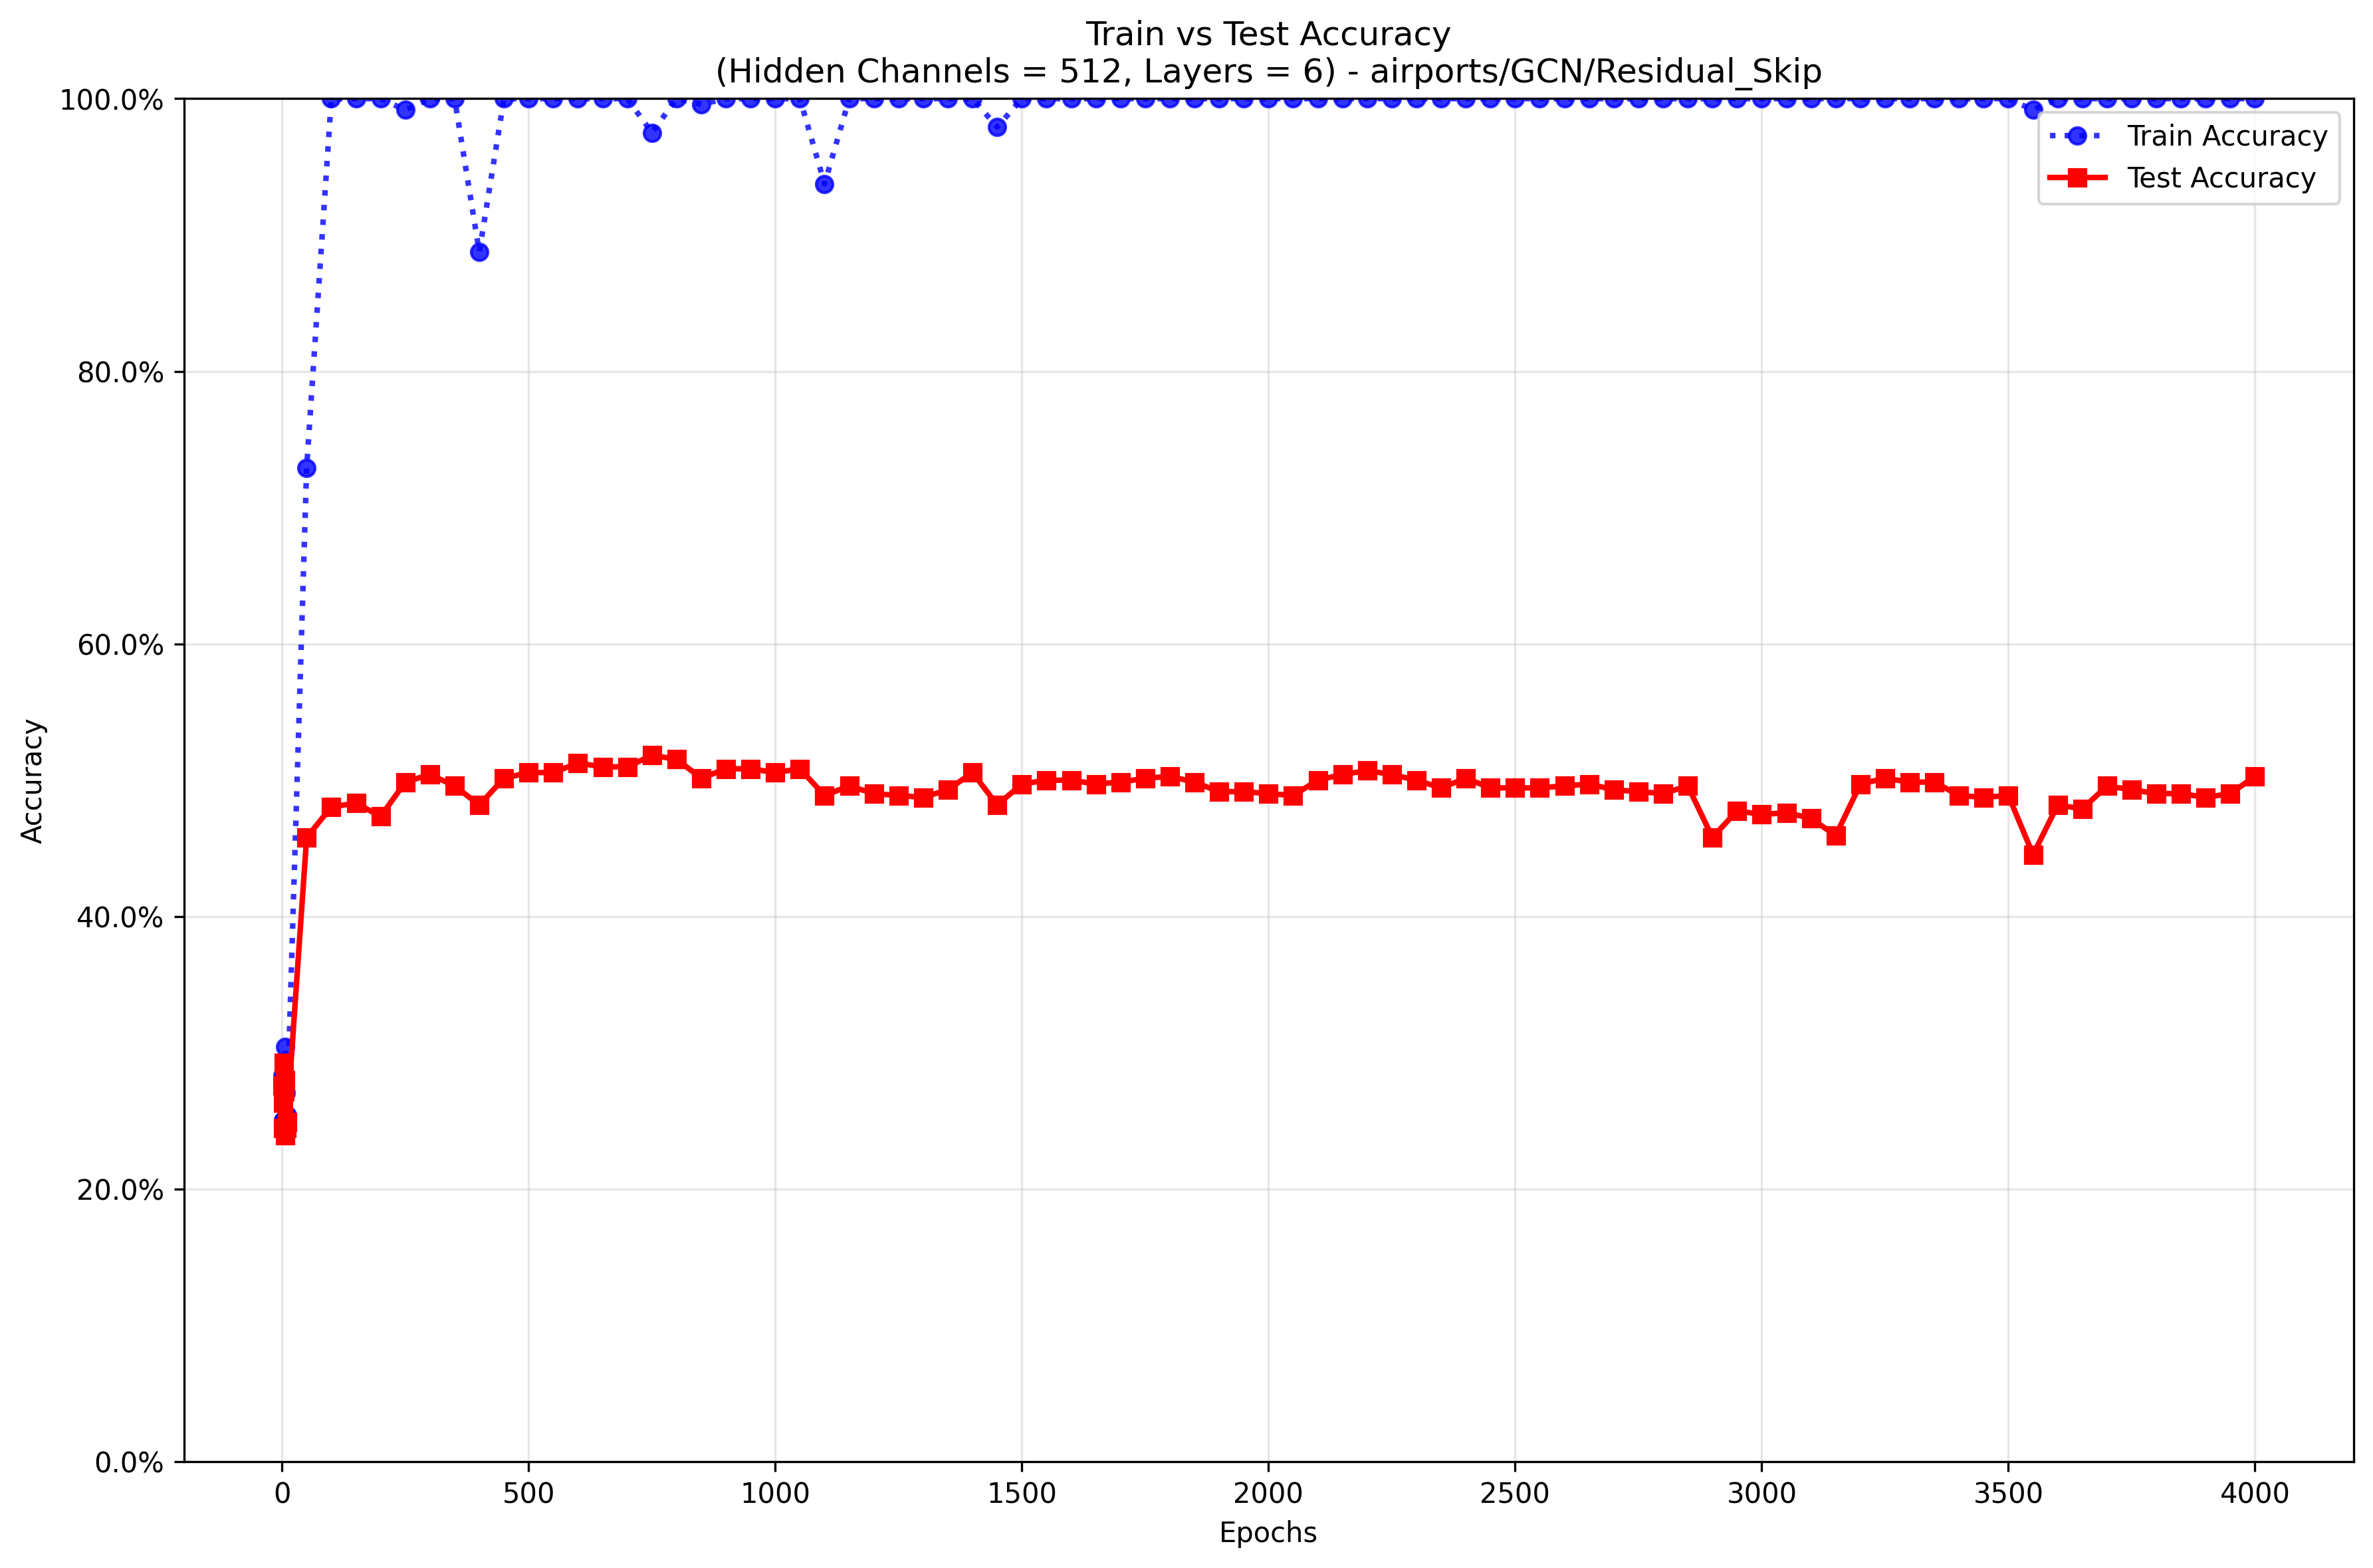 Train vs Test Accuracy
(Hidden Channels = 512, Layers = 6) - airports/GCN/Residual_Skip
100.0%
80.0%
60.0%
40.0%
20.0%
0.0%
Accuracy
Train Accuracy
Test Accuracy
0 500 1000 1500 2000 2500 3000 3500 4000
Epochs